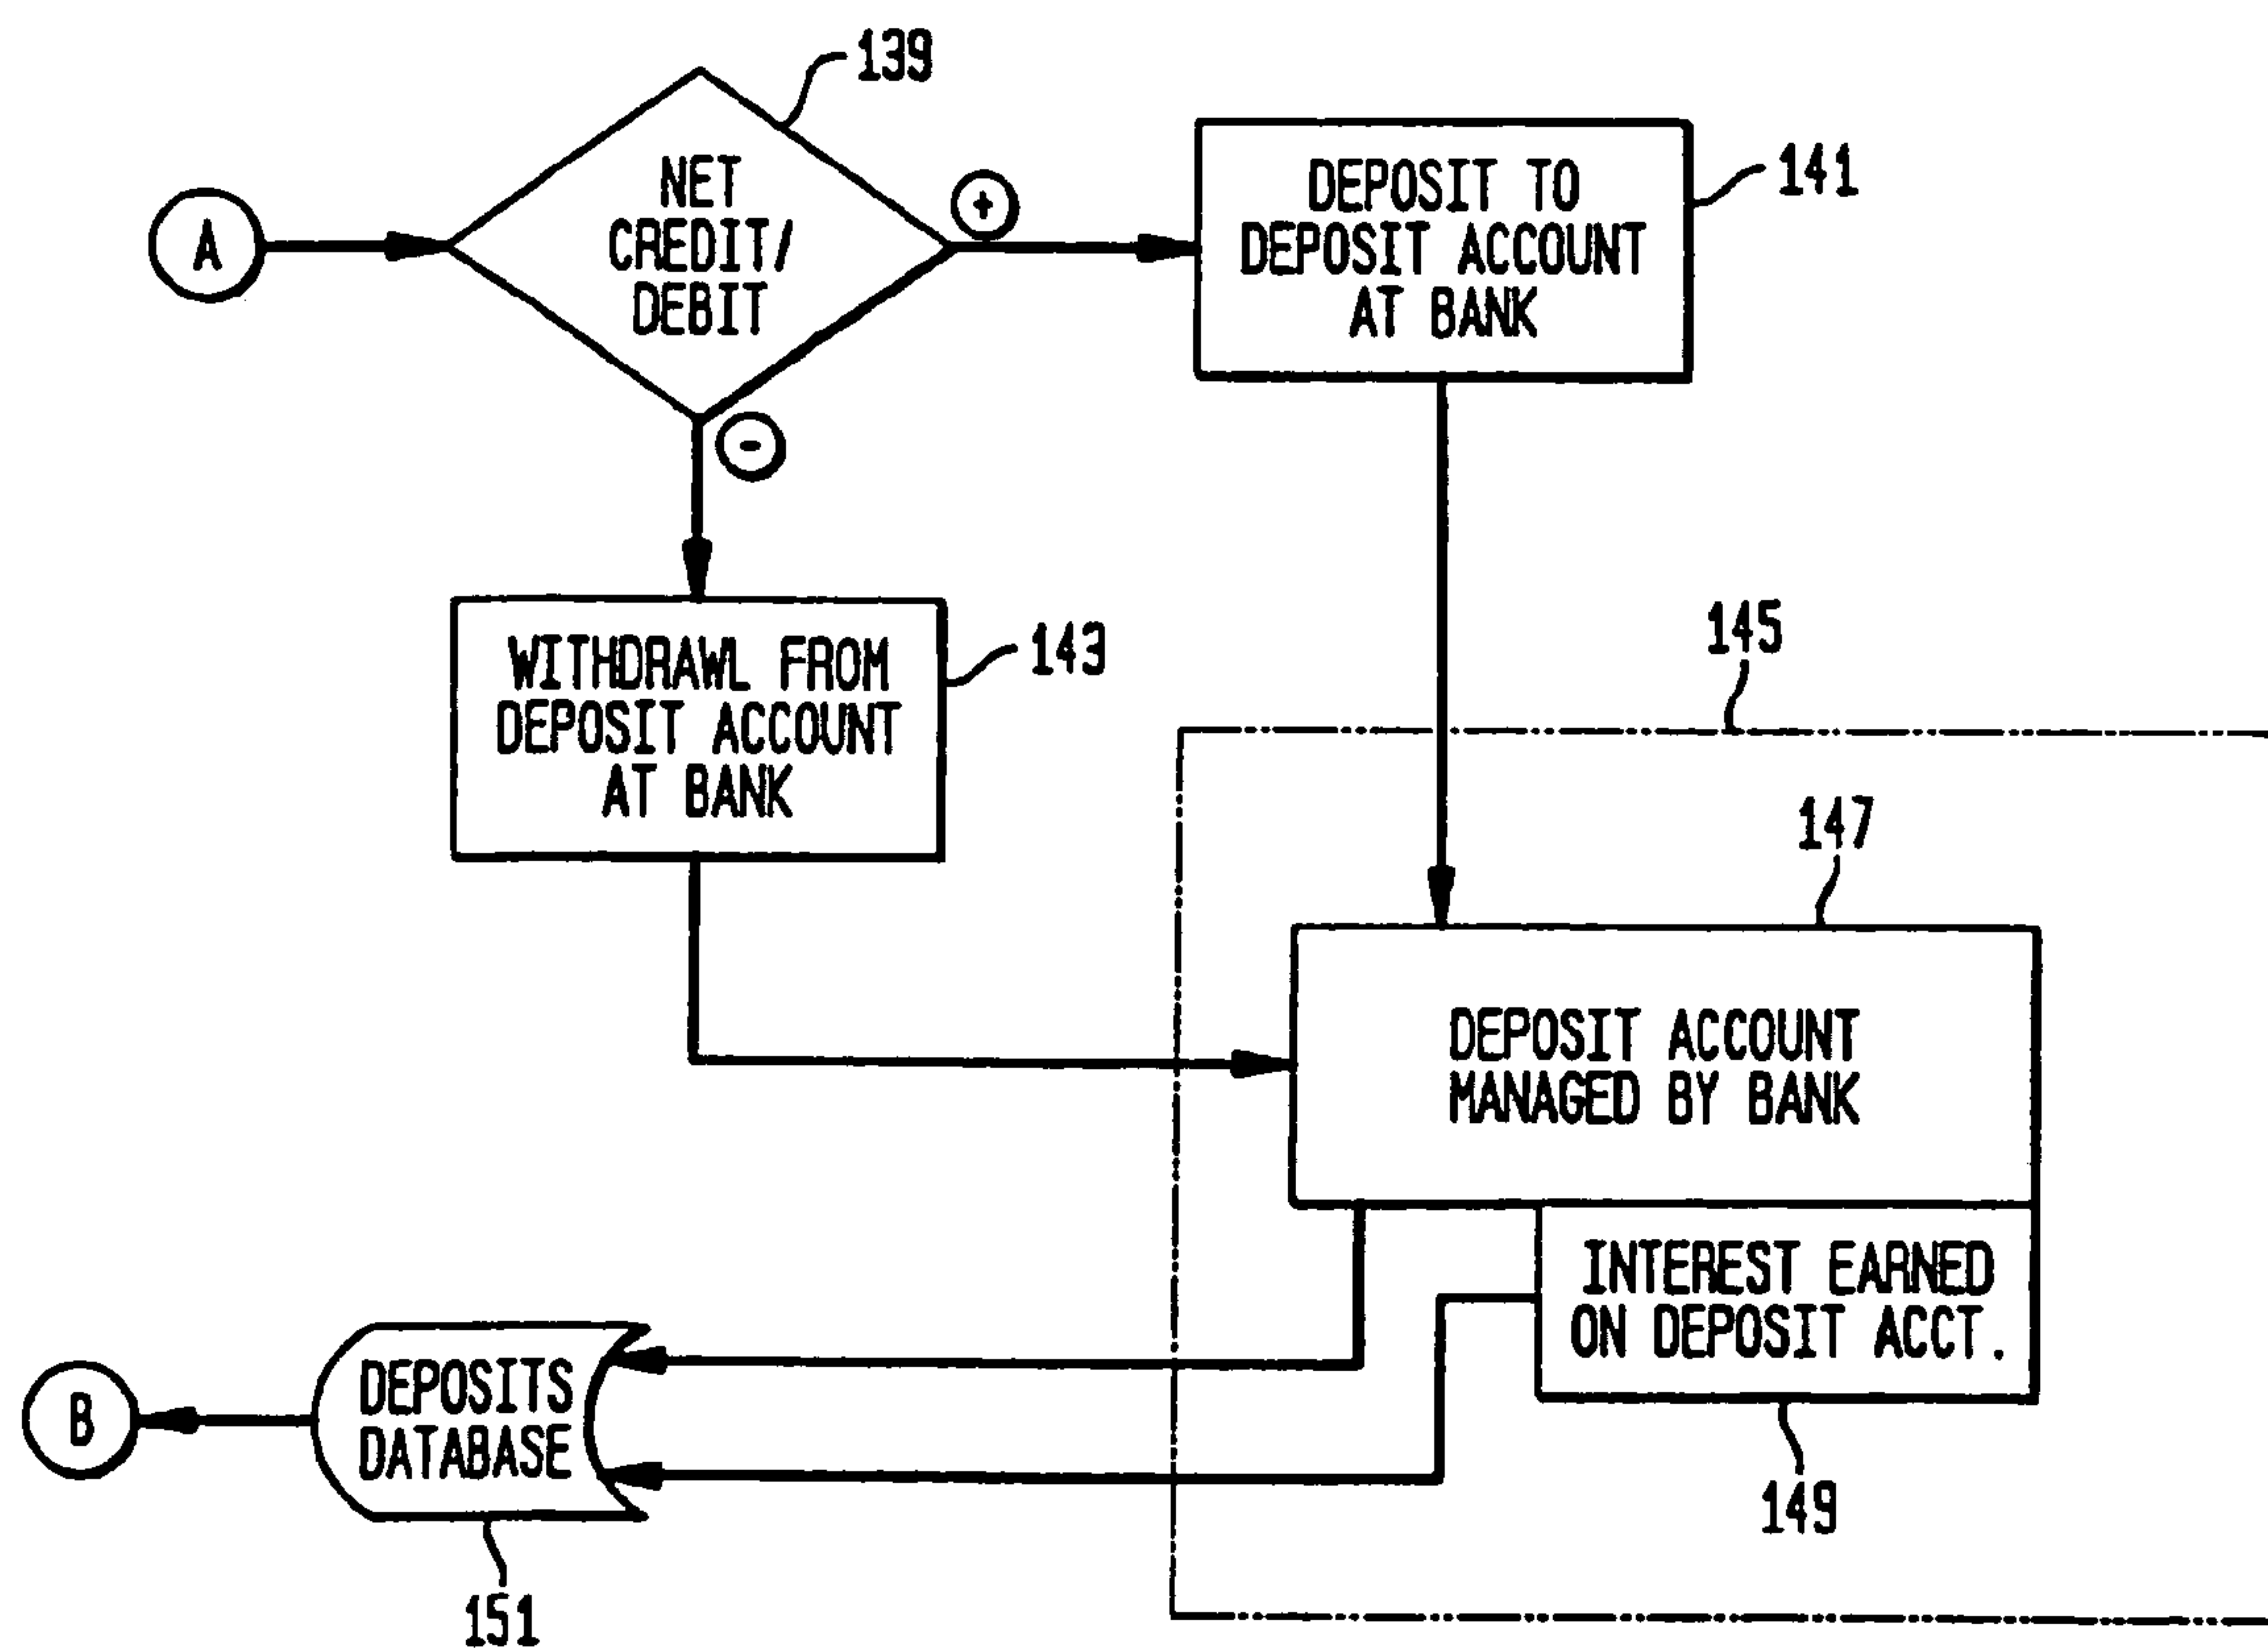 139
A
NET
CREDIT/
DEBIT
+
DEPOSIT TO
DEPOSIT ACCOUNT
AT BANK
141
-
WITHDRAWL FROM
DEPOSIT ACCOUNT
AT BANK
143
145
147
DEPOSIT ACCOUNT
MANAGED BY BANK
INTEREST EARNED
ON DEPOSIT ACCT.
149
B
DEPOSITS
DATABASE
151